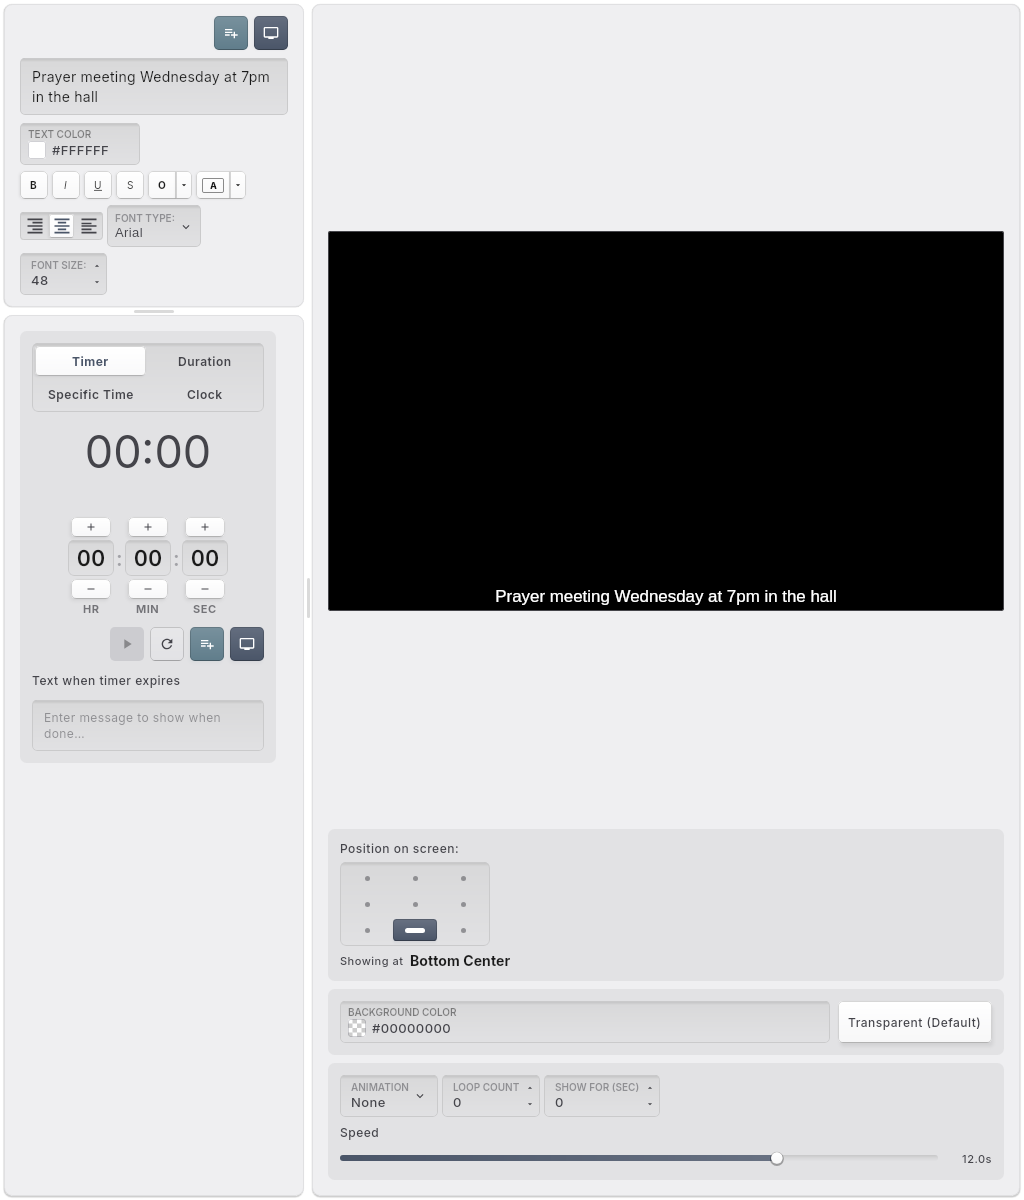 Prayer meeting Wednesday at 7pm
in the hall
TEXT COLOR
#FFFFFF
B I U S O A
FONT TYPE:
Arial
FONT SIZE:
48
Timer Duration
Specific Time Clock
00:00
+ + +
00 : 00 : 00
− − −
HR MIN SEC
Text when timer expires
Enter message to show when
done...
Prayer meeting Wednesday at 7pm in the hall
Position on screen:
Showing at Bottom Center
BACKGROUND COLOR
#00000000
Transparent (Default)
ANIMATION LOOP COUNT SHOW FOR (SEC)
None 0 0
Speed
12.0s